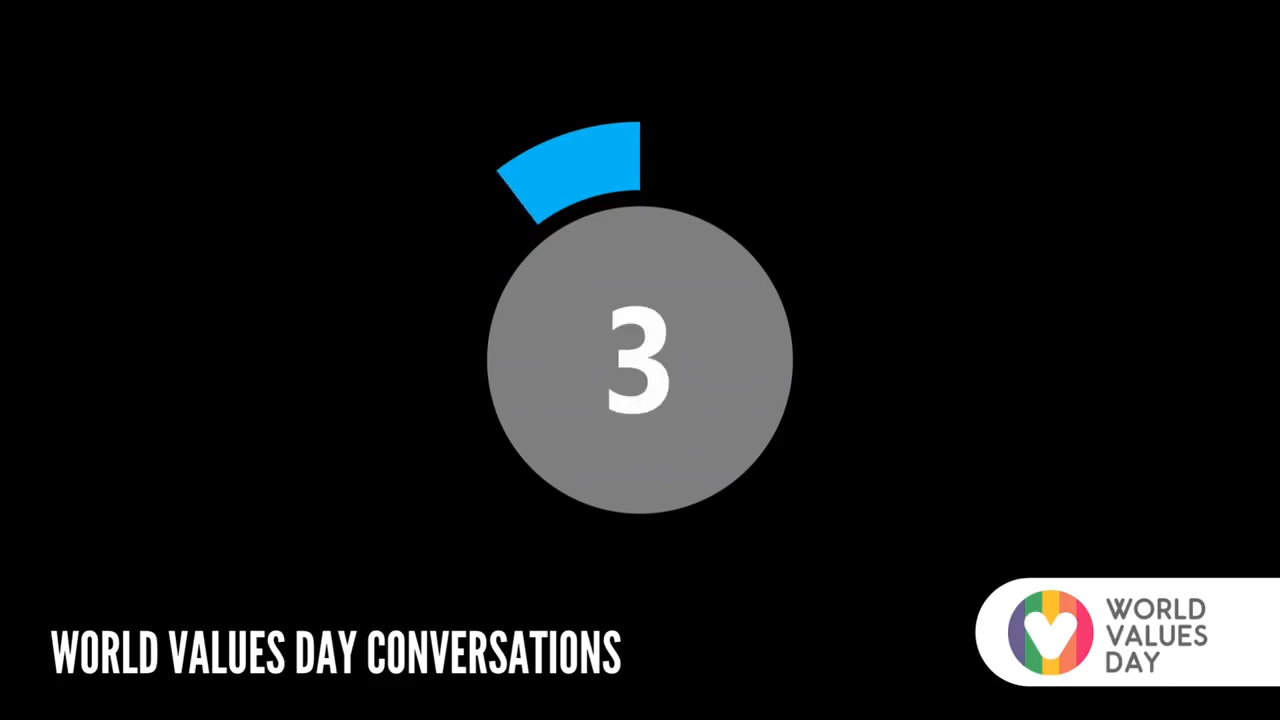 3
WORLD VALUES DAY CONVERSATIONS
WORLD
VALUES
DAY